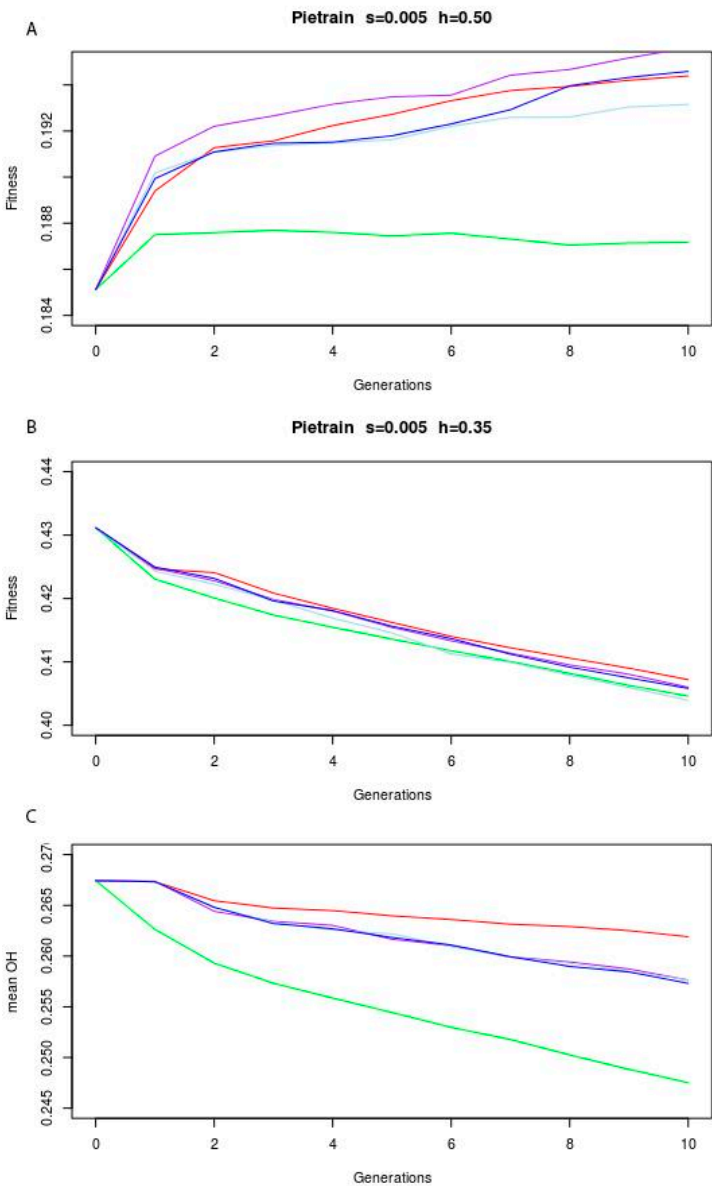 A
Pietrain s=0.005 h=0.50
Fitness
0.184 0.188 0.192
0 2 4 6 8 10
Generations
B
Pietrain s=0.005 h=0.35
Fitness
0.40 0.41 0.42 0.43 0.44
0 2 4 6 8 10
Generations
C
mean OH
0.245 0.250 0.255 0.260 0.265 0.27
0 2 4 6 8 10
Generations